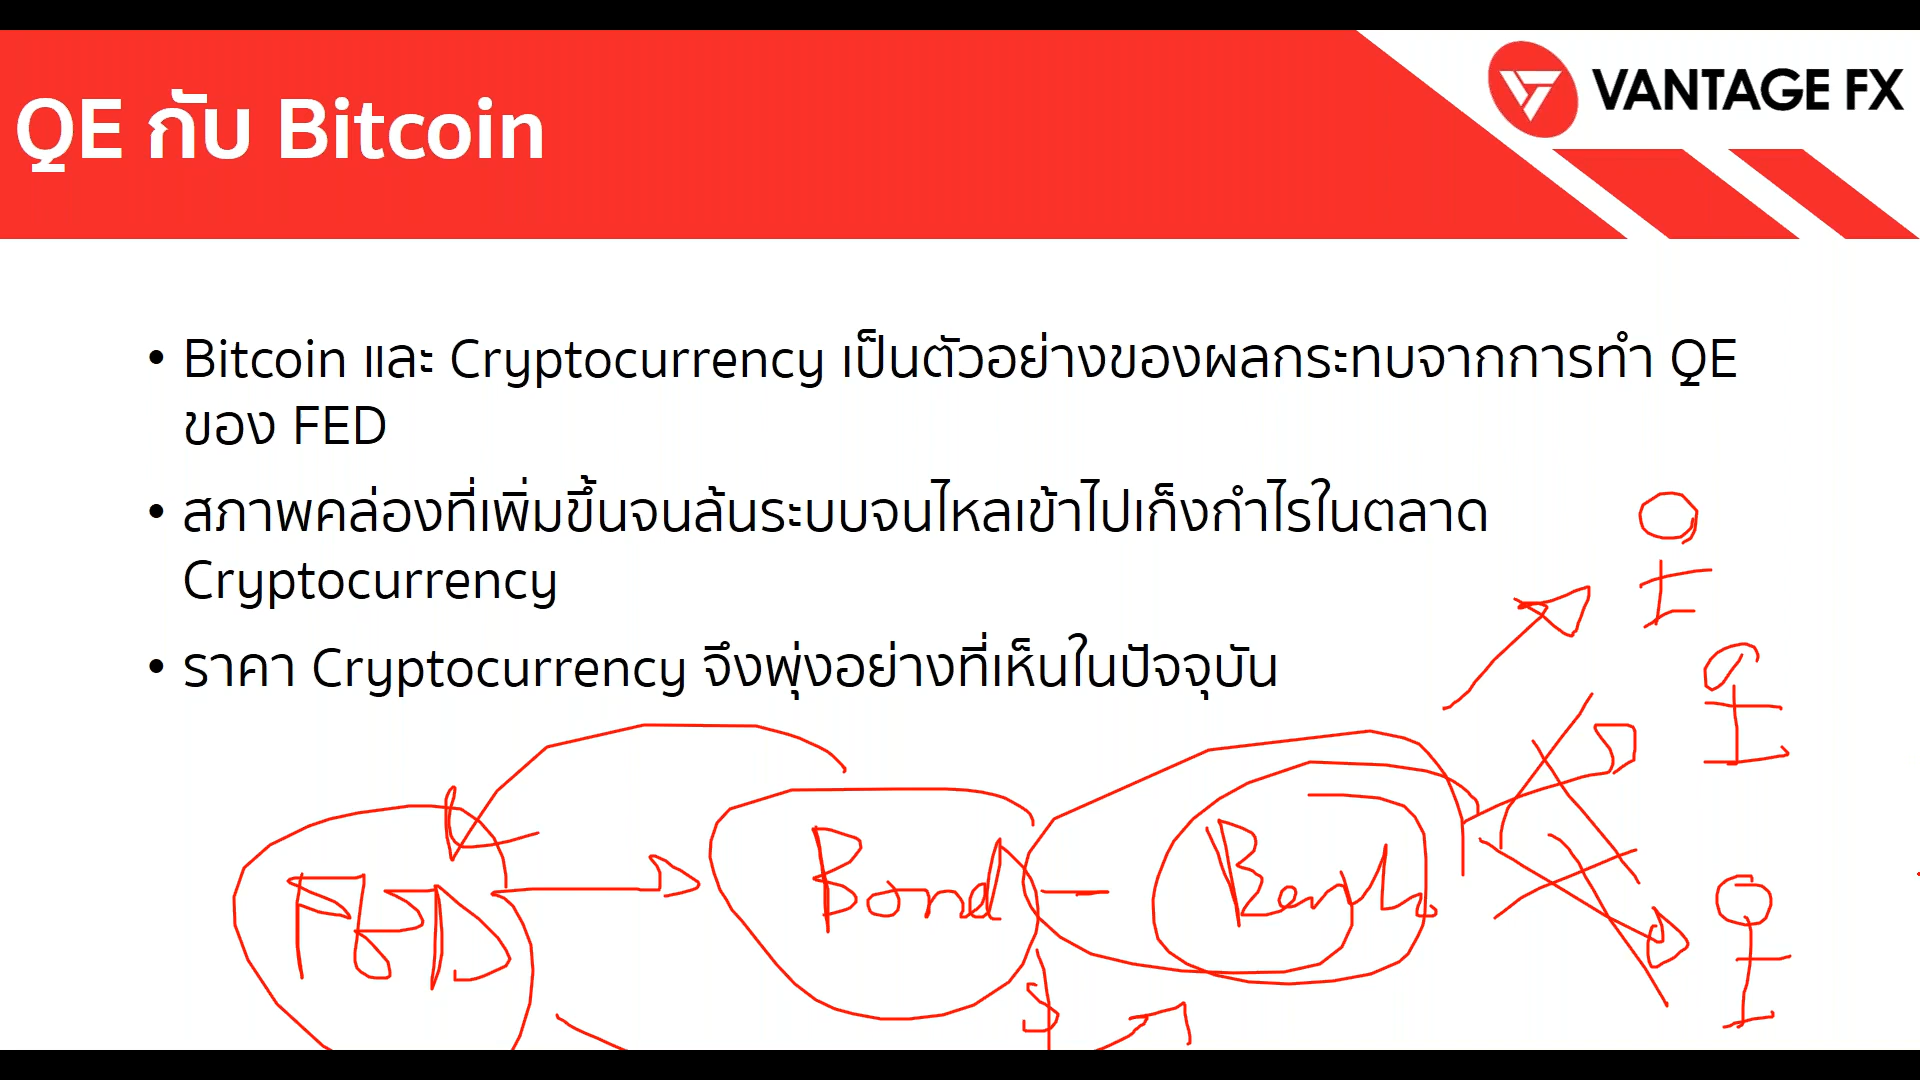 VANTAGE FX
QE กับ Bitcoin
• Bitcoin และ Cryptocurrency เป็นตัวอย่างของผลกระทบจากการทำ QE
ของ FED
• สภาพคล่องที่เพิ่มขึ้นจนล้นระบบจนไหลเข้าไปเก็งกำไรในตลาด
Cryptocurrency
• ราคา Cryptocurrency จึงพุ่งอย่างที่เห็นในปัจจุบัน
FED Bond Bank
$